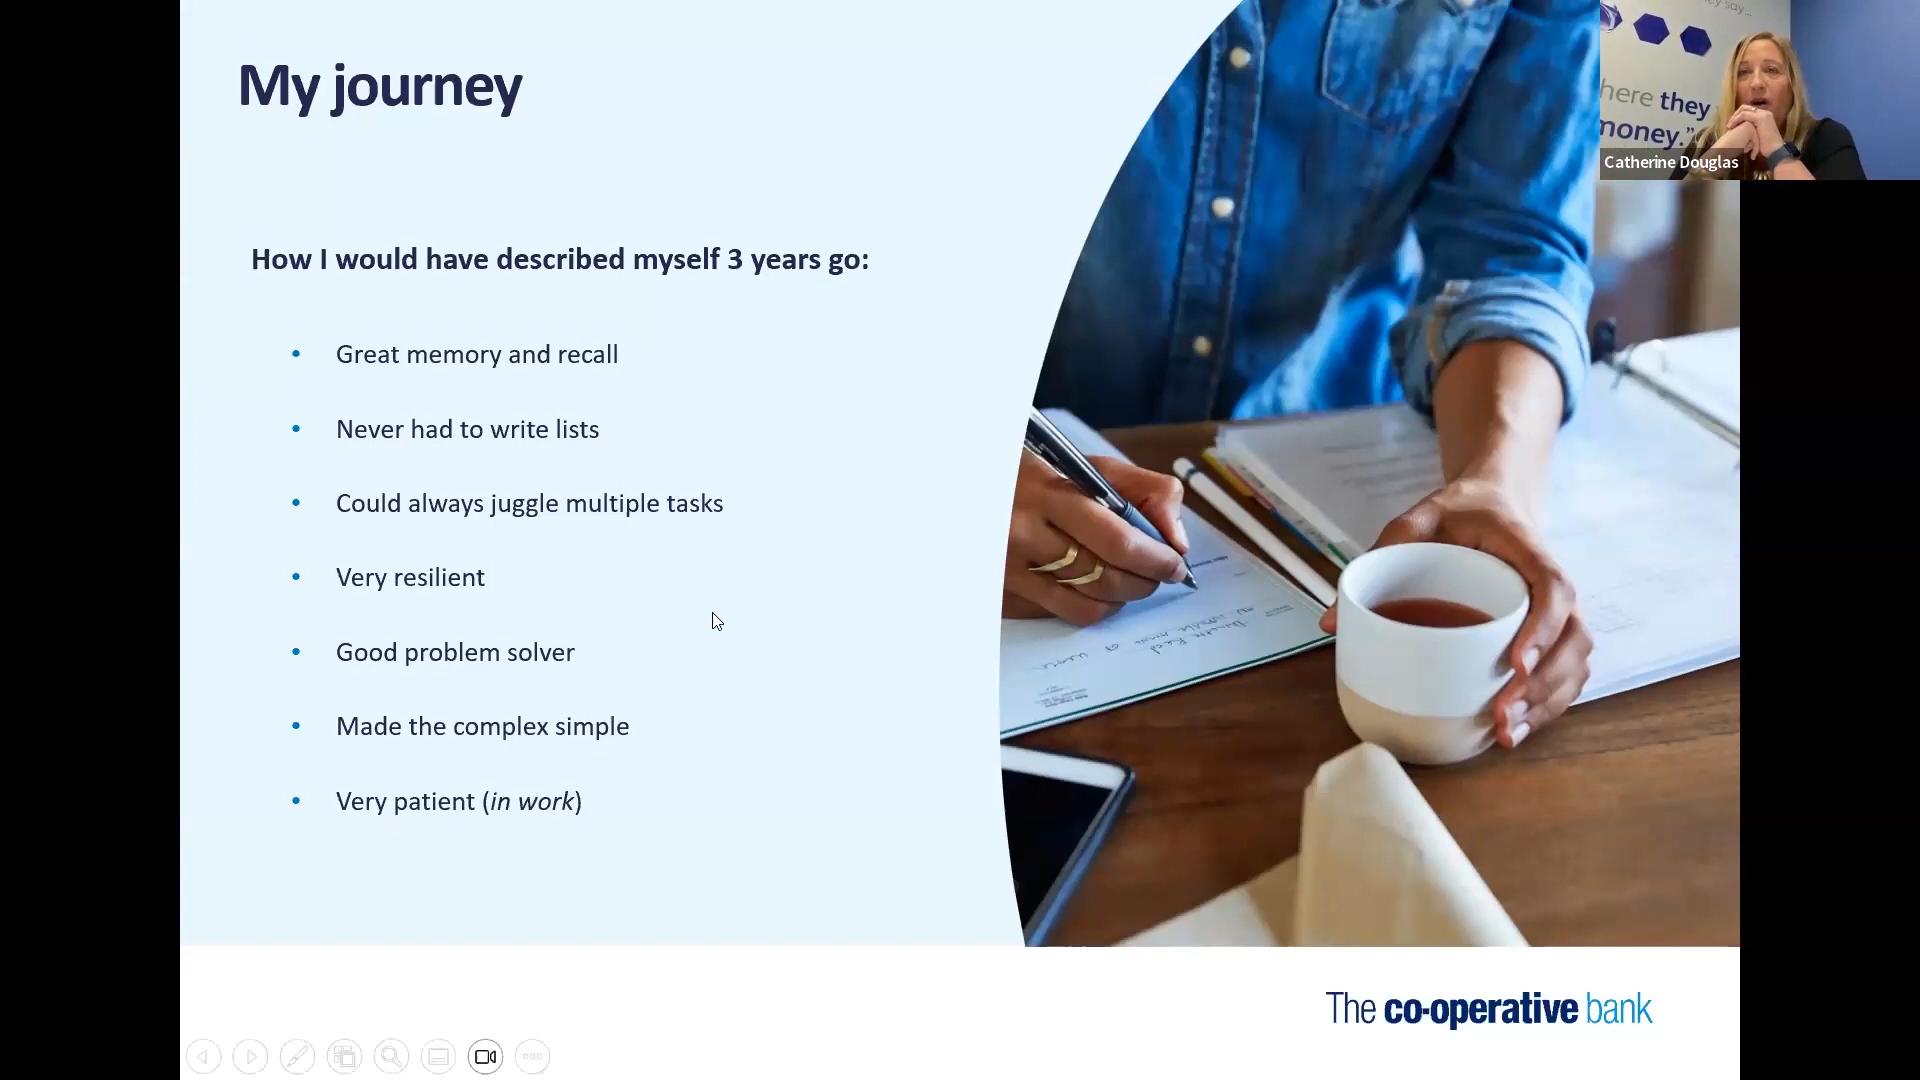 My journey
How I would have described myself 3 years go:
• Great memory and recall
• Never had to write lists
• Could always juggle multiple tasks
• Very resilient
• Good problem solver
• Made the complex simple
• Very patient (in work)
The co-operative bank
say...
here they
money.”
Catherine Douglas